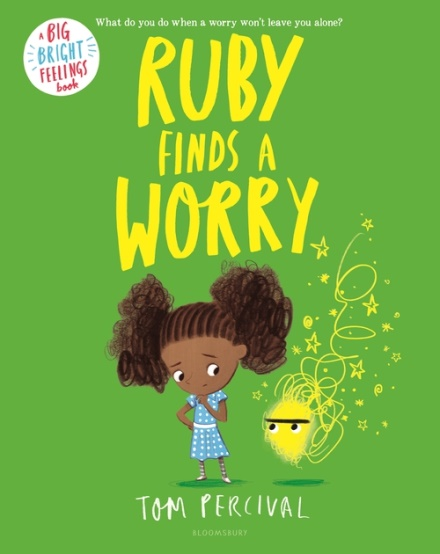 What do you do when a worry won't leave you alone?
A
BIG
BRIGHT
FEELINGS
book
RUBY
FINDS A
WORRY
TOM PERCIVAL
BLOOMSBURY